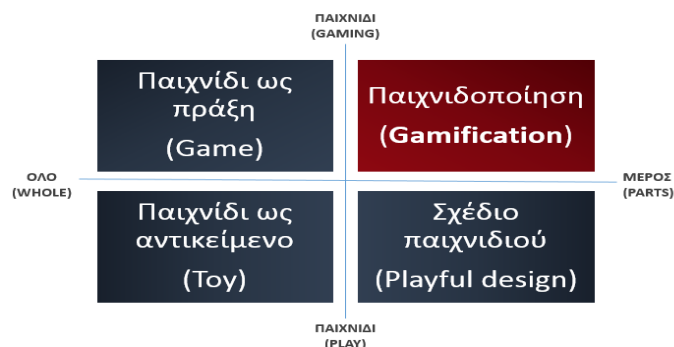 ΠΑΙΧΝΙΔΙ
(GAMING)
Παιχνίδι ως
πράξη
(Game)
Παιχνιδοποίηση
(Gamification)
ΟΛΟ
(WHOLE)
ΜΕΡΟΣ
(PARTS)
Παιχνίδι ως
αντικείμενο
(Toy)
Σχέδιο
παιχνιδιού
(Playful design)
ΠΑΙΧΝΙΔΙ
(PLAY)